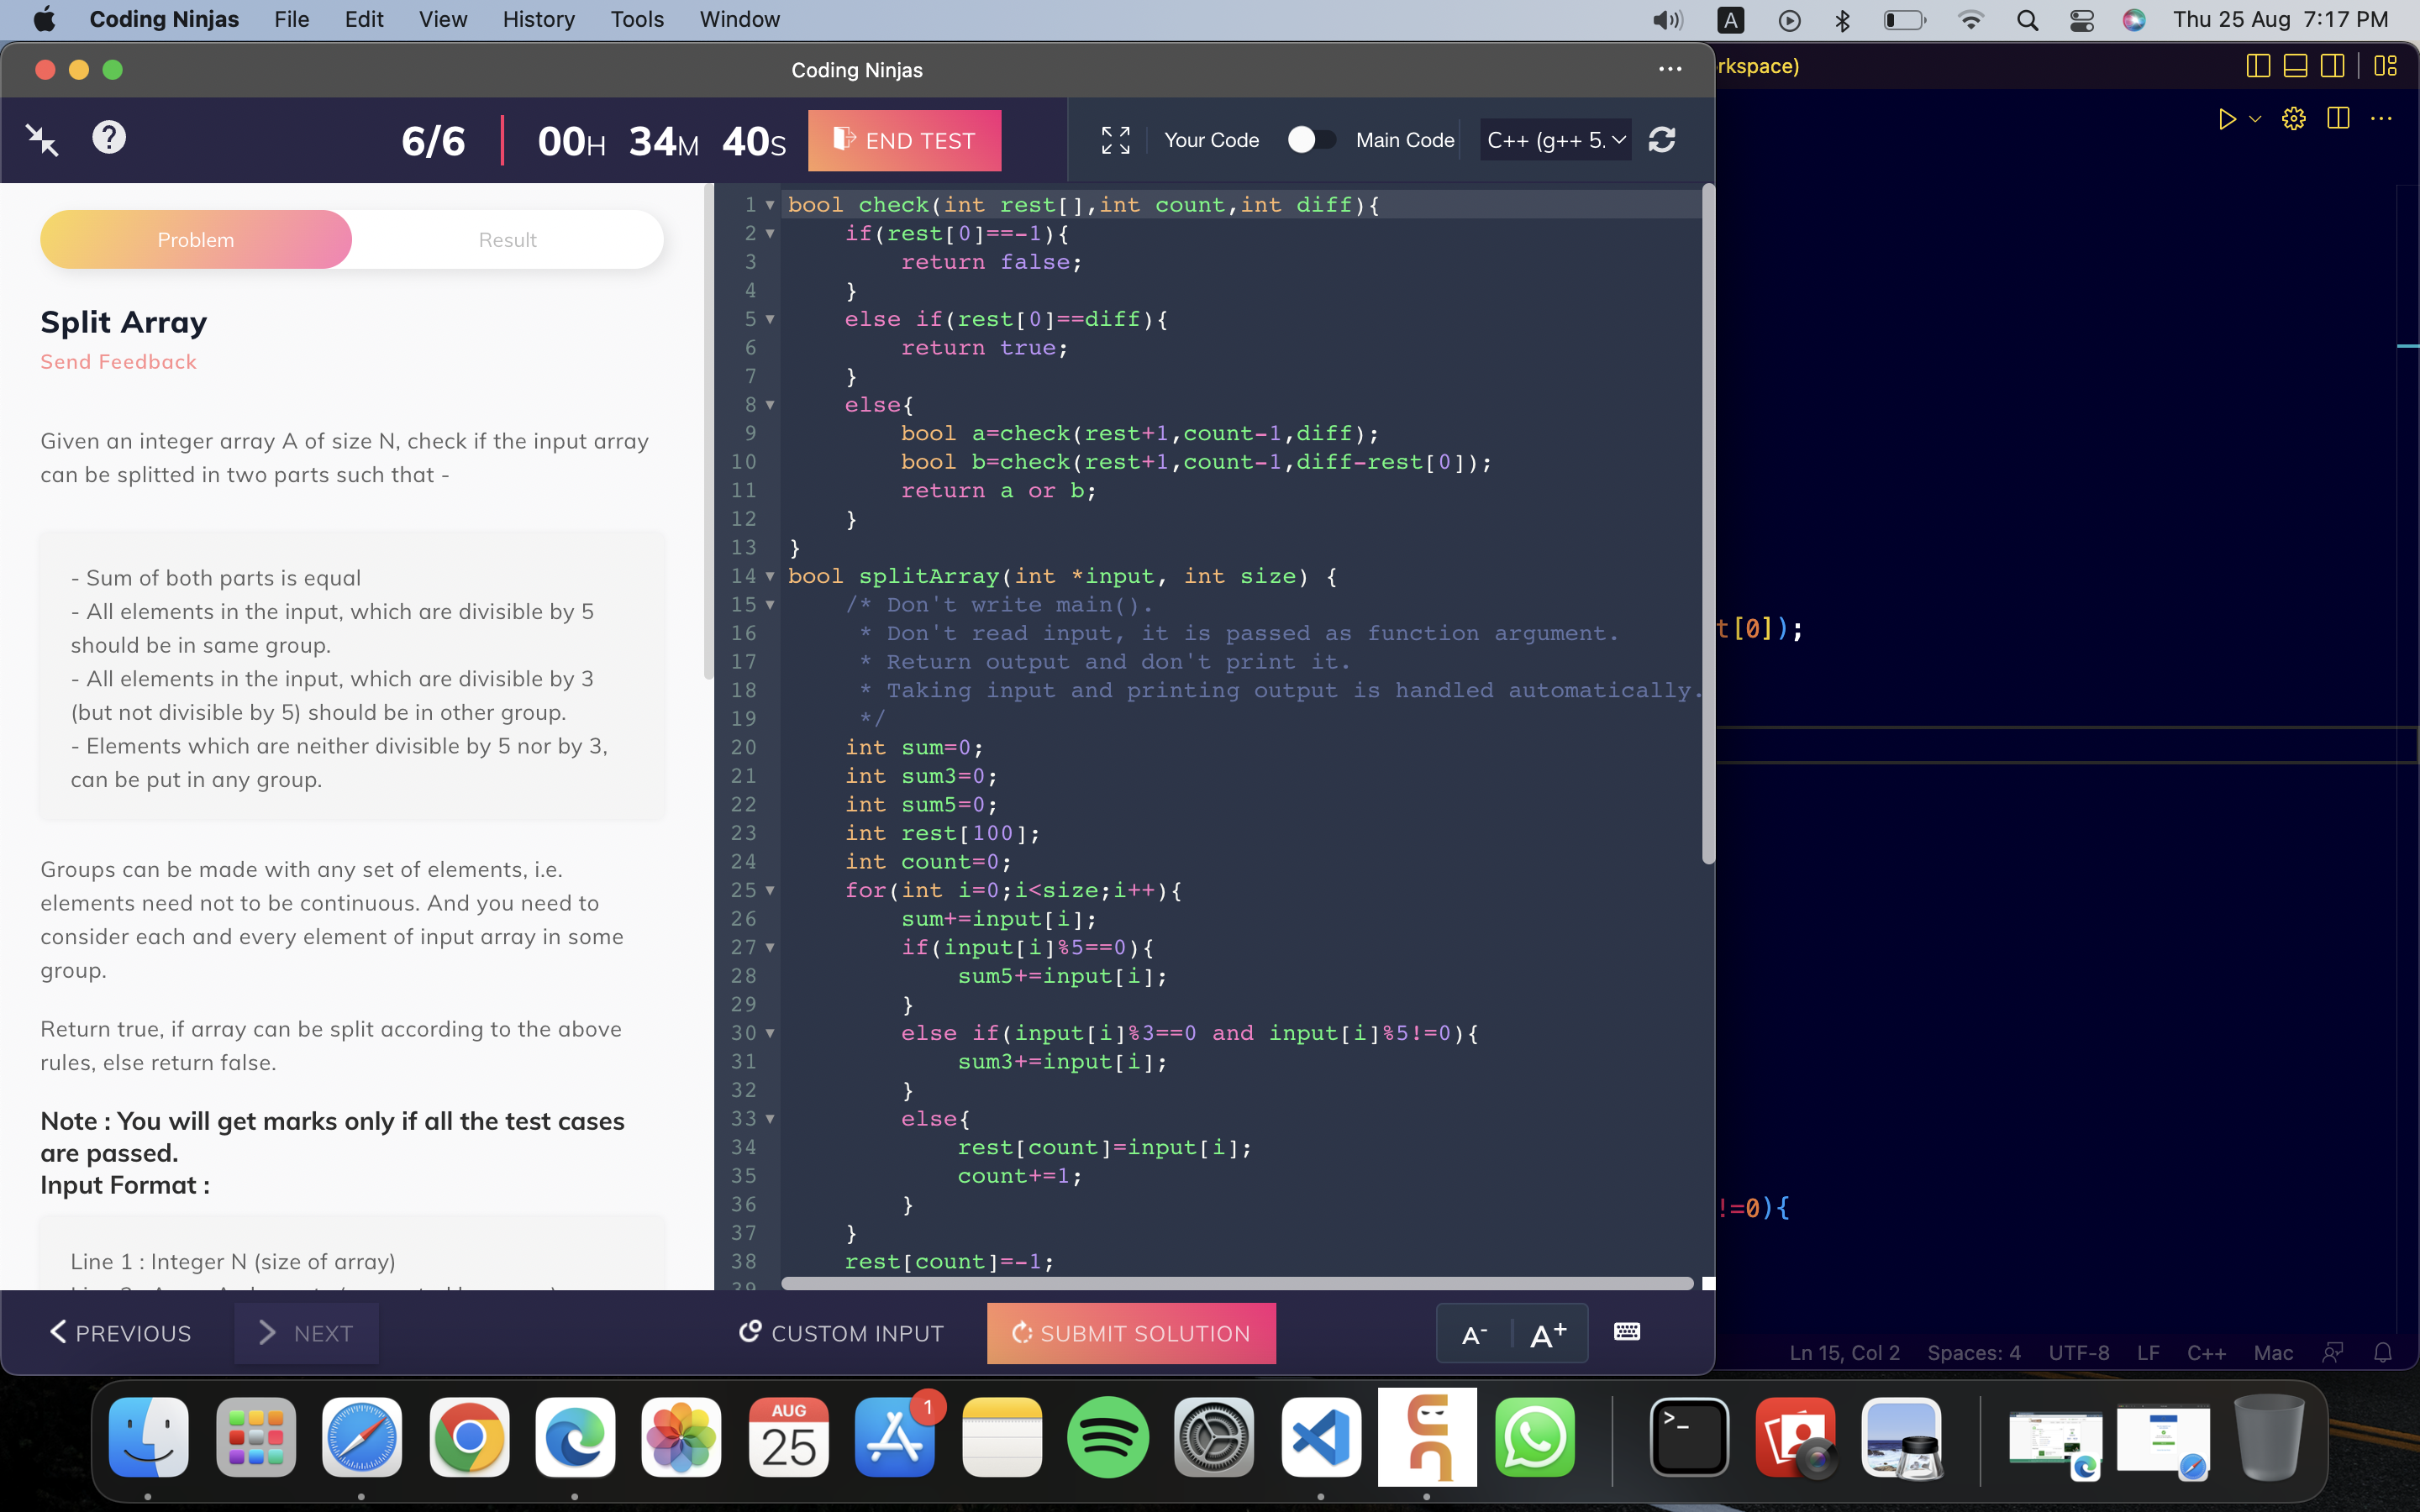 Coding Ninjas File Edit View History Tools Window
A
Thu 25 Aug 7:17 PM
Coding Ninjas
rkspace)
6/6
00H 34M 40S
END TEST
Your Code
Main Code
C++ (g++ 5.
Problem
Result
Split Array
Send Feedback
Given an integer array A of size N, check if the input array
can be splitted in two parts such that -
- Sum of both parts is equal
- All elements in the input, which are divisible by 5
should be in same group.
- All elements in the input, which are divisible by 3
(but not divisible by 5) should be in other group.
- Elements which are neither divisible by 5 nor by 3,
can be put in any group.
Groups can be made with any set of elements, i.e.
elements need not to be continuous. And you need to
consider each and every element of input array in some
group.
Return true, if array can be split according to the above
rules, else return false.
Note : You will get marks only if all the test cases
are passed.
Input Format :
Line 1 : Integer N (size of array)
1 bool check(int rest[],int count,int diff){
2 if(rest[0]==-1){
3 return false;
4 }
5 else if(rest[0]==diff){
6 return true;
7 }
8 else{
9 bool a=check(rest+1,count-1,diff);
10 bool b=check(rest+1,count-1,diff-rest[0]);
11 return a or b;
12 }
13 }
14 bool splitArray(int *input, int size) {
15 /* Don't write main().
16 * Don't read input, it is passed as function argument.
17 * Return output and don't print it.
18 * Taking input and printing output is handled automatically.
19 */
20 int sum=0;
21 int sum3=0;
22 int sum5=0;
23 int rest[100];
24 int count=0;
25 for(int i=0;i<size;i++){
26 sum+=input[i];
27 if(input[i]%5==0){
28 sum5+=input[i];
29 }
30 else if(input[i]%3==0 and input[i]%5!=0){
31 sum3+=input[i];
32 }
33 else{
34 rest[count]=input[i];
35 count+=1;
36 }
37 }
38 rest[count]=-1;
39
t[0]);
!=0){
PREVIOUS
NEXT
CUSTOM INPUT
SUBMIT SOLUTION
A-
A+
Ln 15, Col 2 Spaces: 4 UTF-8 LF C++ Mac
AUG
25
1
>_